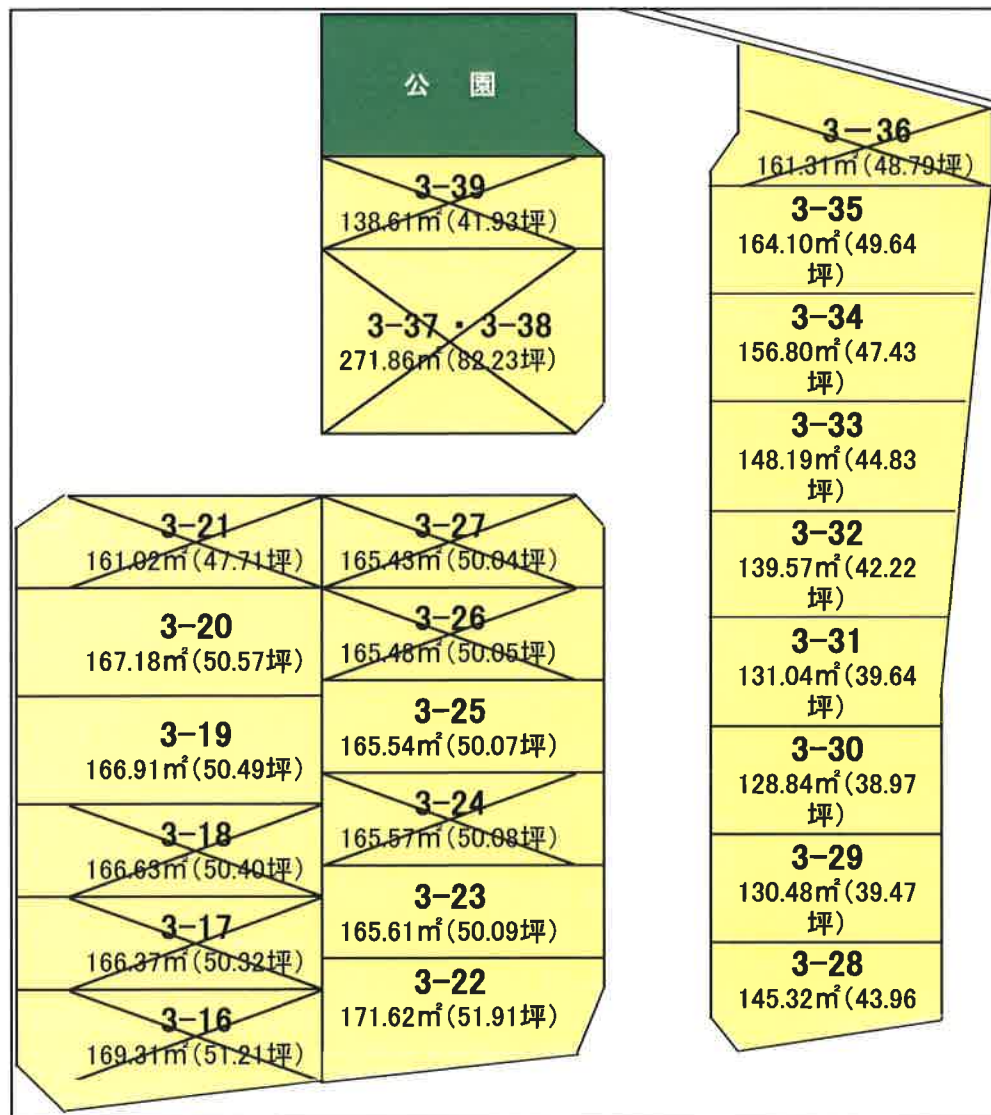 公 園
3-39
138.61㎡(41.93坪)
3-37・3-38
271.86㎡(82.23坪)
3-21
161.02㎡(47.71坪)
3-20
167.18㎡(50.57坪)
3-19
166.91㎡(50.49坪)
3-18
166.63㎡(50.40坪)
3-17
166.37㎡(50.32坪)
3-16
169.31㎡(51.21坪)
3-27
165.43㎡(50.04坪)
3-26
165.48㎡(50.05坪)
3-25
165.54㎡(50.07坪)
3-24
165.57㎡(50.08坪)
3-23
165.61㎡(50.09坪)
3-22
171.62㎡(51.91坪)
3ー36
161.31㎡(48.79坪)
3-35
164.10㎡(49.64
坪)
3-34
156.80㎡(47.43
坪)
3-33
148.19㎡(44.83
坪)
3-32
139.57㎡(42.22
坪)
3-31
131.04㎡(39.64
坪)
3-30
128.84㎡(38.97
坪)
3-29
130.48㎡(39.47
坪)
3-28
145.32㎡(43.96